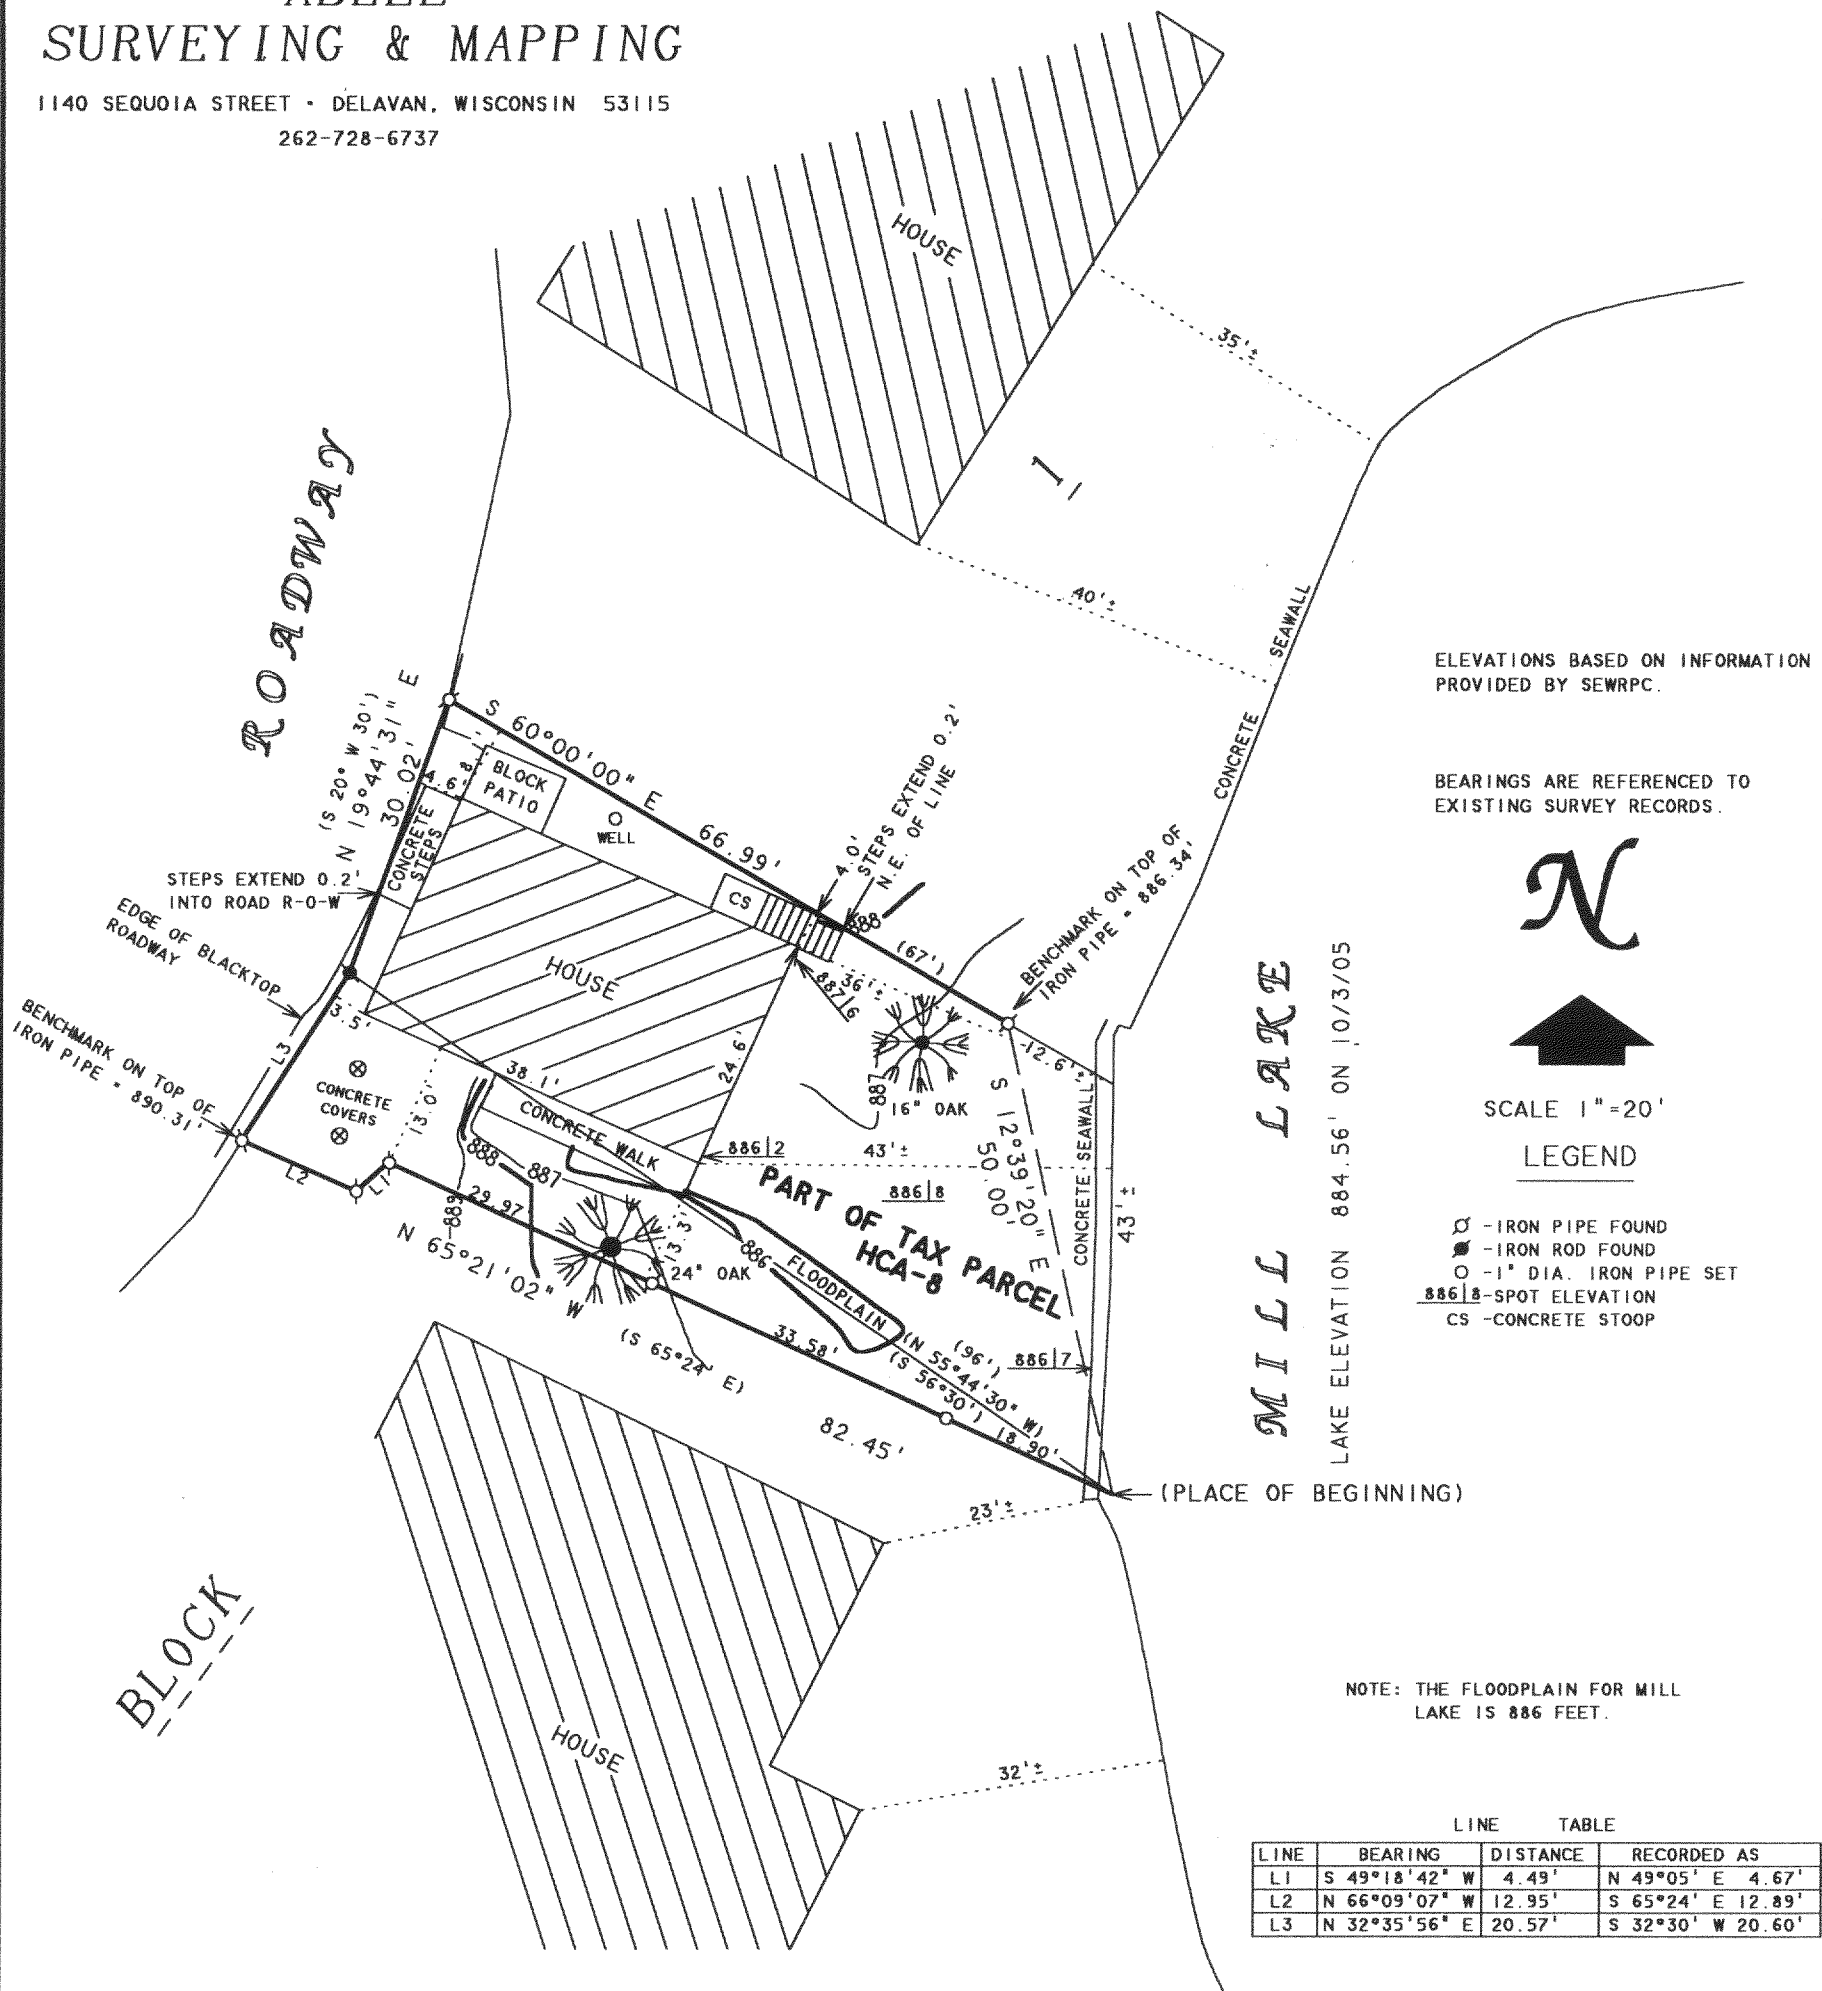 SURVEYING & MAPPING
1140 SEQUOIA STREET • DELAVAN, WISCONSIN 53115
262-728-6737
HOUSE
35'±
1
40'±
ROADWAY
CONCRETE SEAWALL
ELEVATIONS BASED ON INFORMATION
PROVIDED BY SEWRPC.
BEARINGS ARE REFERENCED TO
EXISTING SURVEY RECORDS.
N
SCALE 1"=20'
LEGEND
-IRON PIPE FOUND
-IRON ROD FOUND
-1" DIA. IRON PIPE SET
886|8-SPOT ELEVATION
CS -CONCRETE STOOP
(S 20° W 30')
N 19°44'31" E
30.02'
S 60°00'00" E
66.99'
(67')
4.6'
BLOCK
PATIO
WELL
CONCRETE
STEPS
STEPS EXTEND 0.2'
INTO ROAD R-O-W
EDGE OF BLACKTOP
ROADWAY
BENCHMARK ON TOP OF
IRON PIPE = 890.31'
4.0'
STEPS EXTEND 0.2'
N.E. OF LINE
CS
888
BENCHMARK ON TOP OF
IRON PIPE = 886.34'
HOUSE
36'±
887|6
24.6'
887
16" OAK
12.6'±
3.5'
L3
38.1'
CONCRETE
COVERS
13.0'
CONCRETE WALK
L2
L1
888
887
889
29.97'
N 65°21'02" W
(S 65°24' E)
13.3'
24" OAK
886|2
43'±
886|8
S 12°39'20" E
50.00'
CONCRETE SEAWALL
43'±
PART OF TAX PARCEL
HCA-8
886
FLOODPLAIN
33.58'
(96')
(N 55°44'30" W)
(S 56°30')
886|7
18.90'
82.45'
MILL LAKE
LAKE ELEVATION 884.56' ON 10/3/05
(PLACE OF BEGINNING)
23'±
BLOCK
HOUSE
32'±
NOTE: THE FLOODPLAIN FOR MILL
LAKE IS 886 FEET.
LINE TABLE
LINE BEARING DISTANCE RECORDED AS
L1 S 49°18'42" W 4.49' N 49°05' E 4.67'
L2 N 66°09'07" W 12.95' S 65°24' E 12.89'
L3 N 32°35'56" E 20.57' S 32°30' W 20.60'